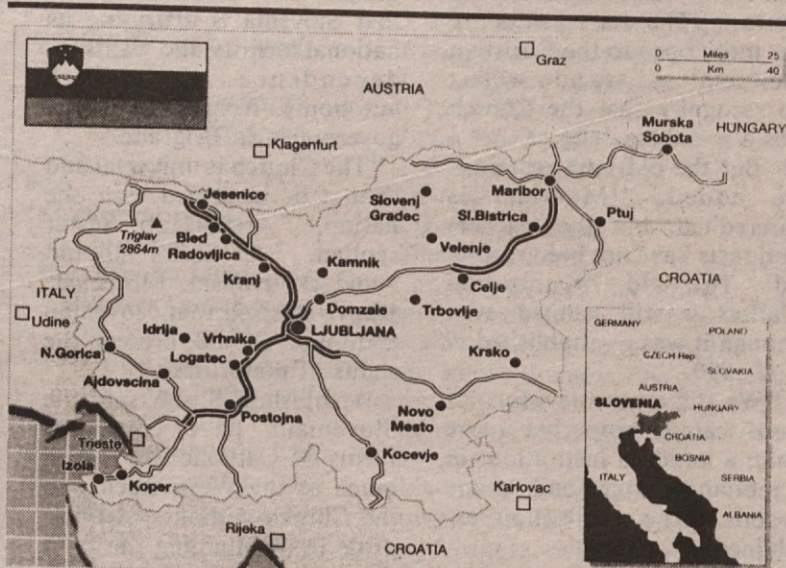 Graz
0 Miles 25
0 Km 40
AUSTRIA
Murska
Sobota
HUNGARY
Klagenfurt
Jesenice
Maribor
Slovenj
Gradec
Ptuj
Sl.Bistrica
Triglav
2864m
Bled
Radovljica
Velenje
Kranj
Kamnik
CROATIA
ITALY
Celje
Udine
Domzale
Trbovlje
Idrija
Vrhnika
LJUBLJANA
N.Gorica
Logatec
Krsko
Ajdovscina
Postojna
Novo
Mesto
Trieste
Izola
Koper
Kocevje
Karlovac
Rijeka
CROATIA
GERMANY
POLAND
CZECH Rep
SLOVAKIA
AUSTRIA
SLOVENIA
HUNGARY
CROATIA
BOSNIA
ITALY
SERBIA
ALBANIA